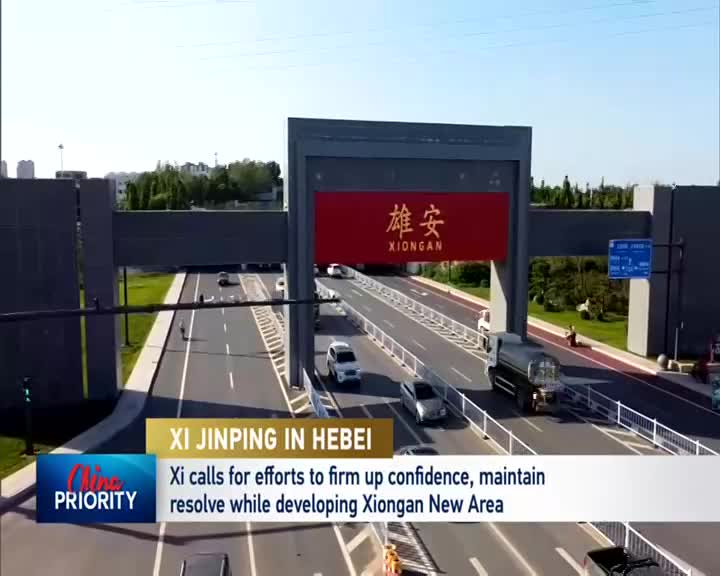 雄安
XIONGAN
XI JINPING IN HEBEI
China
PRIORITY
Xi calls for efforts to firm up confidence, maintain
resolve while developing Xiongan New Area